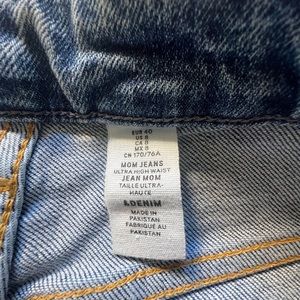 EUR 40
US 8
CA 8
MX 8
CN 170/76A
MOM JEANS
ULTRA HIGH WAIST
JEAN MOM
TAILLE ULTRA-
HAUTE
&DENIM
MADE IN
PAKISTAN
FABRIQUÉ AU
PAKISTAN